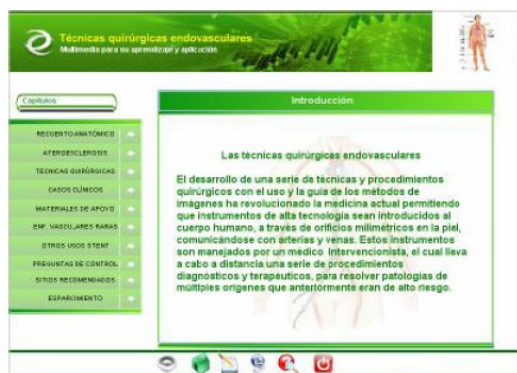 Técnicas quirúrgicas endovasculares
Multimedia para su aprendizaje y aplicación
Capítulos
RECUENTO ANATÓMICO
ATEROESCLEROSIS
TECNICAS QUIRÚRGICAS
CASOS CLÍNICOS
MATERIALES DE APOYO
ENF. VASCULARES RARAS
OTROS USOS STENT
PREGUNTAS DE CONTROL
SITIOS RECOMENDADOS
ESPARCIMIENTO
Introducción
Las técnicas quirúrgicas endovasculares
El desarrollo de una serie de técnicas y procedimientos
quirúrgicos con el uso y la guía de los métodos de
imágenes ha revolucionado la medicina actual permitiendo
que instrumentos de alta tecnología sean introducidos al
cuerpo humano, a través de orificios milimétricos en la piel,
comunicándose con arterias y venas. Estos instrumentos
son manejados por un médico Intervencionista, el cual lleva
a cabo a distancia una serie de procedimientos
diagnósticos y terapéuticos, para resolver patologías de
múltiples orígenes que anteriormente eran de alto riesgo.